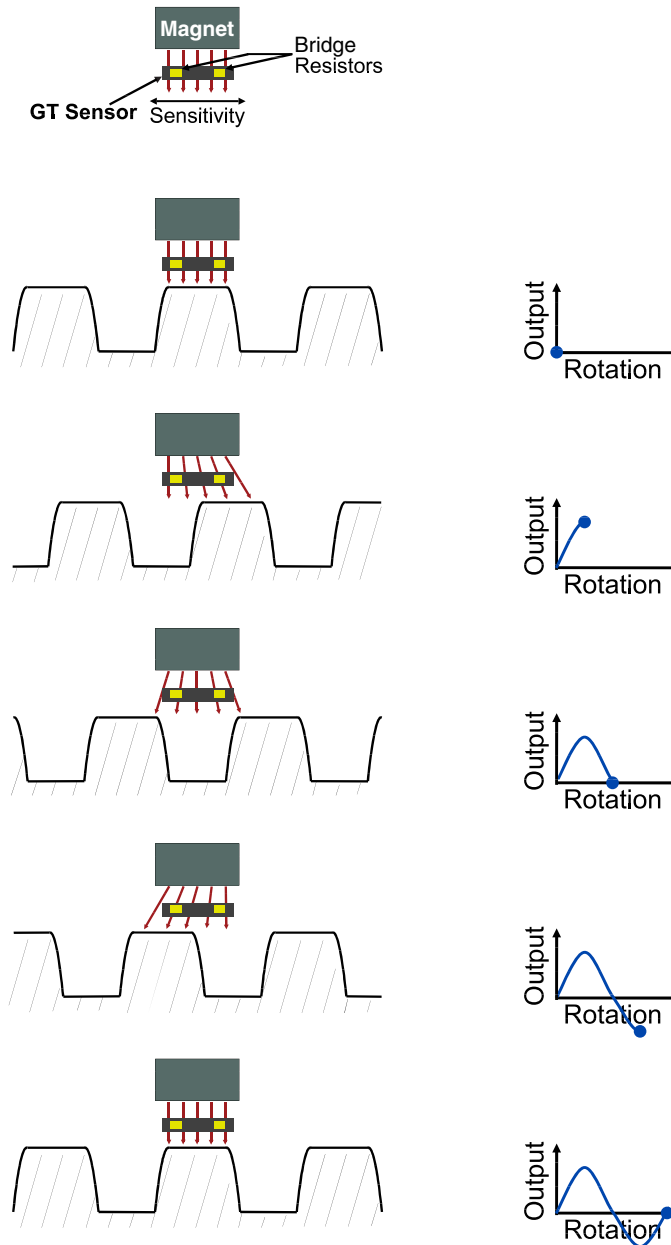 Magnet
Bridge
Resistors
GT Sensor
Sensitivity
Output
Rotation
Output
Rotation
Output
Rotation
Output
Rotation
Output
Rotation